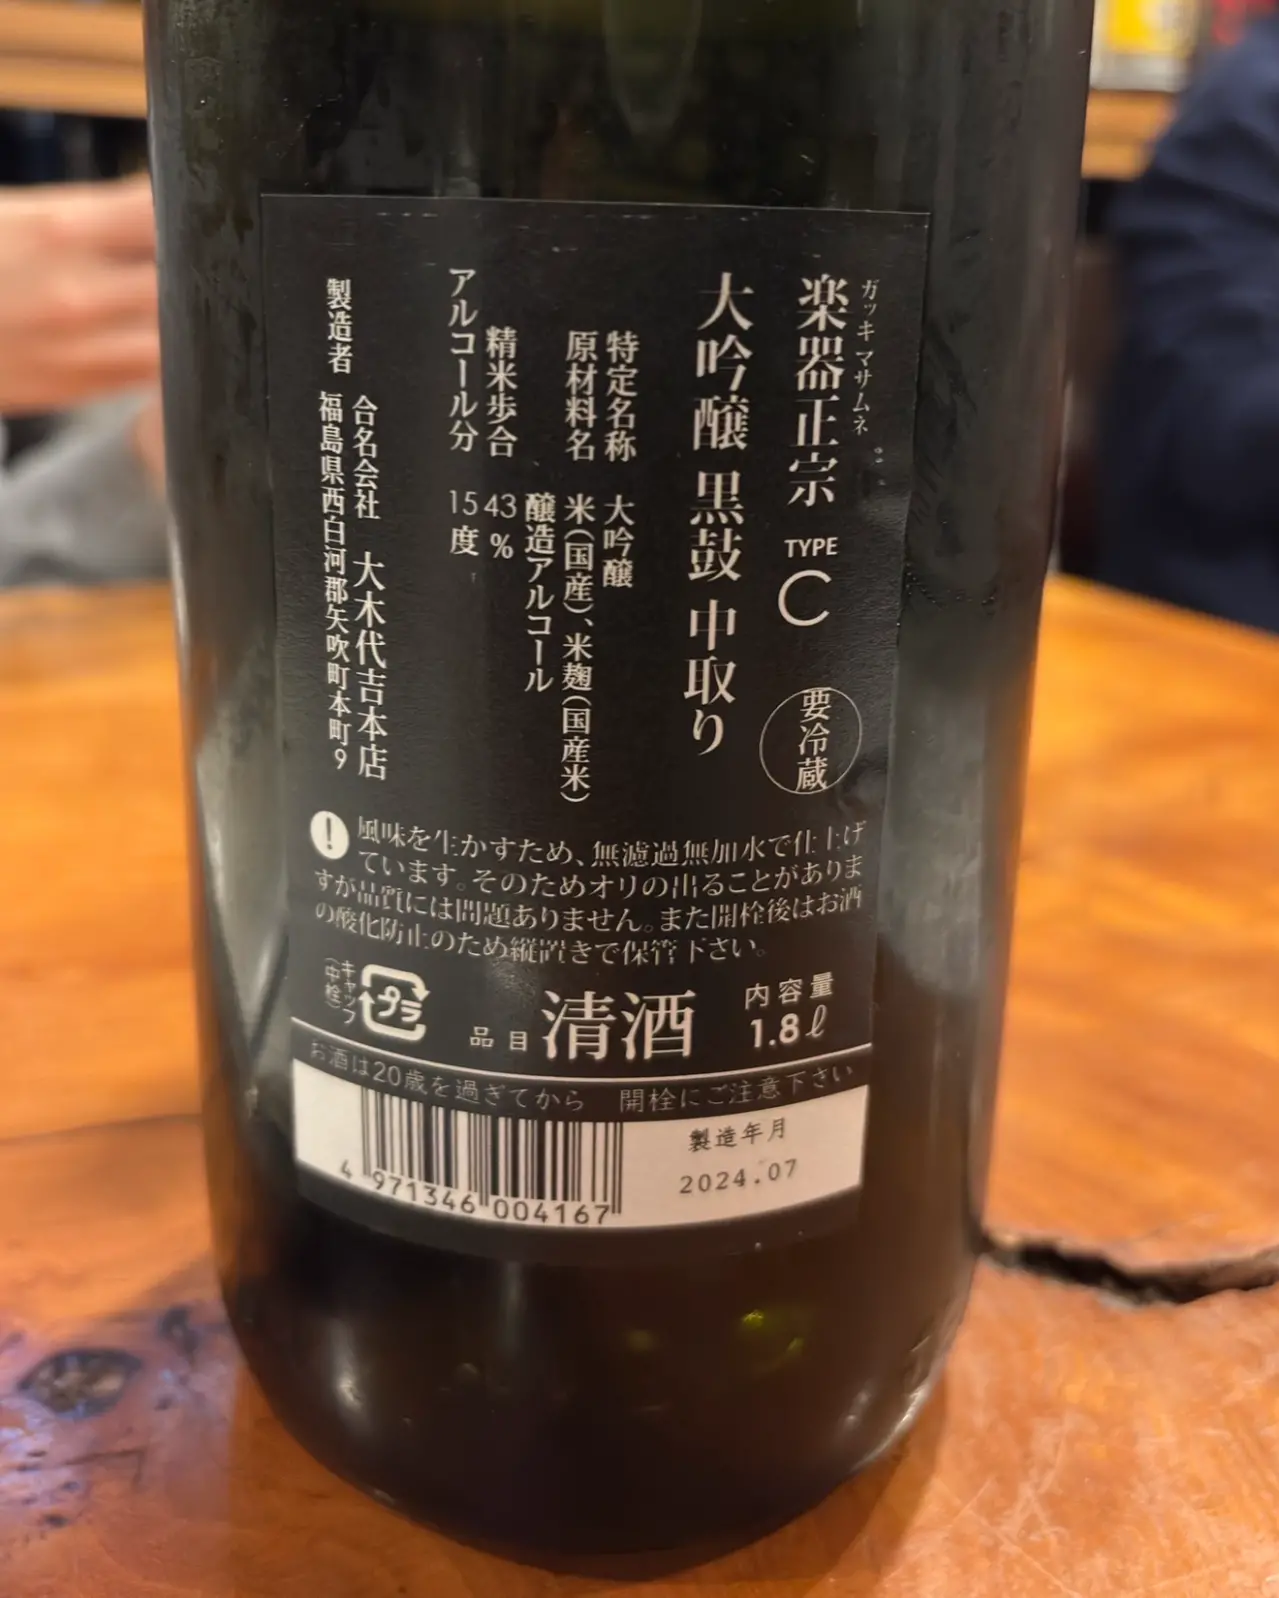 ガッキ マサムネ
楽器正宗 TYPE C
要冷蔵
大吟醸 黒鼓 中取り
特定名称 大吟醸
原材料名 米(国産)、米麹(国産米)
醸造アルコール
精米歩合 43%
アルコール分 15度
合名会社 大木代吉本店
製造者 福島県西白河郡矢吹町本町9
! 風味を生かすため、無濾過無加水で仕上げ
ています。そのためオリの出ることがありま
すが品質には問題ありません。また開栓後はお酒
の酸化防止のため縦置きで保管下さい。
キャップ
(中栓)
プラ
品目 清酒
内容量
1.8ℓ
お酒は20歳を過ぎてから 開栓にご注意下さい
製造年月
2024.07
4 971346 004167